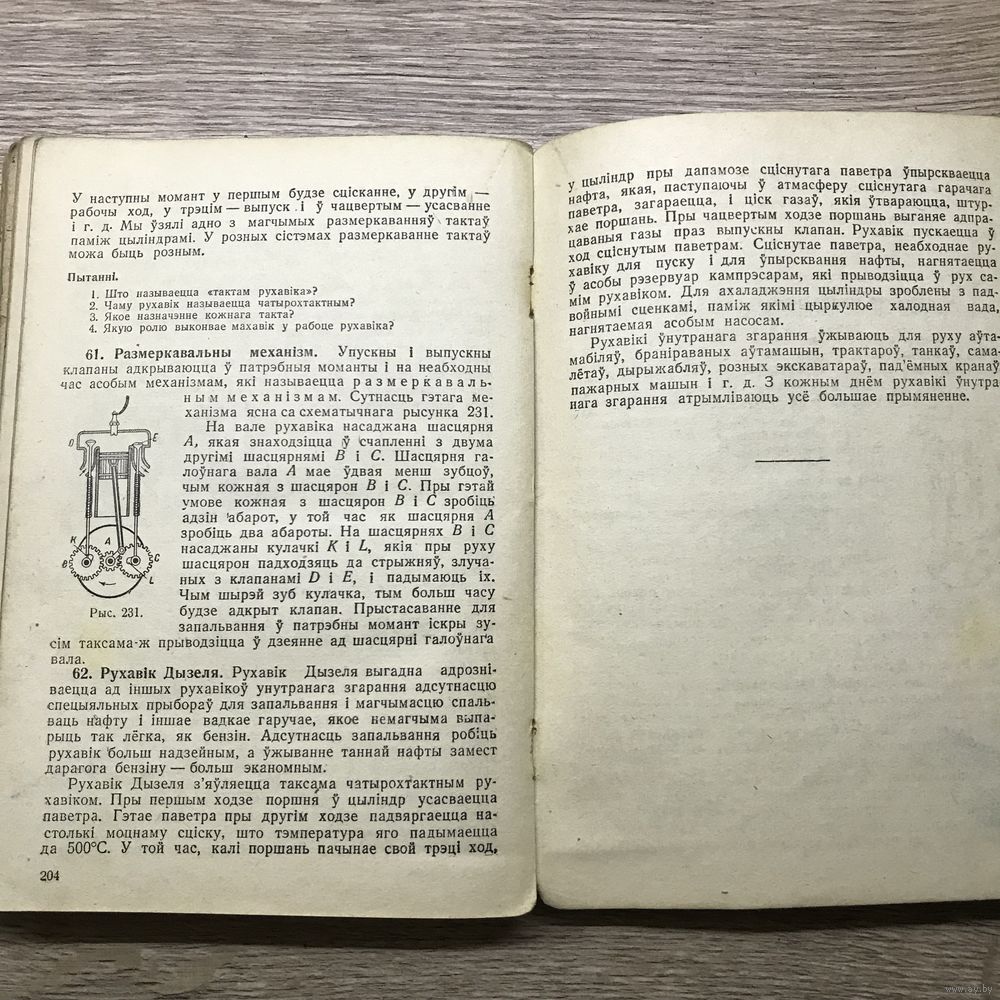 У наступны момант у першым будзе сцісканне, у другім —
рабочы ход, у трэцім — выпуск і ў чацвертым — усасванне
і г. д. Мы ўзялі адно з магчымых размеркаванняў тактаў
паміж цыліндрамі. У розных сістэмах размеркаванне тактаў
можа быць розным.
Пытанні.
1. Што называецца «тактам рухавіка»?
2. Чаму рухавік называецца чатырохтактным?
3. Якое назначэнне кожнага такта?
4. Якую ролю выконвае махавік у рабоце рухавіка?
61. Размеркавальны механізм. Упускны і выпускны
клапаны адкрываюцца ў патрэбныя моманты і на неабходны
час асобым механізмам, які называецца размеркаваль-
ным механізмам. Сутнасць гэтага ме-
ханізма ясна са схематычнага рысунка 231.
На вале рухавіка насаджана шасцярня
A, якая знаходзіцца ў счапленні з двума
другімі шасцярнямі B і C. Шасцярня га-
лоўнага вала A мае ўдвая менш зубцоў,
чым кожная з шасцярон B і C. Пры гэтай
умове кожная з шасцярон B і C зробіць
адзін абарот, у той час як шасцярня A
зробіць два абароты. На шасцярнях B і C
насаджаны кулачкі K і L, якія пры руху
шасцярон падходзяць да стрыжняў, злуча-
ных з клапанамі D і E, і падымаюць іх.
Чым шырэй зуб кулачка, тым больш часу
будзе адкрыт клапан. Прыстасаванне для
запальвання ў патрэбны момант іскры зу-
сім таксама-ж прыводзіцца ў дзеянне ад шасцярні галоўнага
вала.
D E
K A
B C
L
Рыс. 231.
62. Рухавік Дызеля. Рухавік Дызеля выгадна адрозні-
ваецца ад іншых рухавікоў унутранага згарання адсутнасцю
спецыяльных прыбораў для запальвання і магчымасцю спаль-
ваць нафту і іншае вадкае гаручае, якое немагчыма выпа-
рыць так лёгка, як бензін. Адсутнасць запальвання робіць
рухавік больш надзейным, а ўжыванне таннай нафты замест
дарагога бензіну — больш эканомным.
Рухавік Дызеля з'яўляецца таксама чатырохтактным ру-
хавіком. Пры першым ходзе поршня ў цыліндр усасваецца
паветра. Гэтае паветра пры другім ходзе падвяргаецца на-
столькі моцнаму сціску, што тэмпература яго падымаецца
да 500°С. У той час, калі поршань пачынае свой трэці ход,
204
у цыліндр пры дапамозе сціснутага паветра ўпырскваецца
нафта, якая, паступаючы ў атмасферу сціснутага гарачага
паветра, загараецца, і ціск газаў, якія ўтвараюцца, штур-
хае поршань. Пры чацвертым ходзе поршань выганяе адпра-
цаваныя газы праз выпускны клапан. Рухавік пускаецца ў
ход сціснутым паветрам. Сціснутае паветра, неабходнае ру-
хавіку для пуску і для ўпырсквання нафты, нагнятаецца
ў асобы рэзервуар кампрэсарам, які прыводзіцца ў рух са-
мім рухавіком. Для ахаладжэння цыліндры зроблены з пад-
войнымі сценкамі, паміж якімі цыркулюе халодная вада,
нагнятаемая асобым насосам.
Рухавікі ўнутранага згарання ўжываюць для руху аўта-
мабіляў, браніраваных аўтамашын, трактароў, танкаў, сама-
лётаў, дырыжабляў, розных экскаватараў, пад'ёмных кранаў
пажарных машын і г. д. З кожным днём рухавікі ўнутра
нага згарання атрымліваюць усё большае прымяненне.
www.ay.by